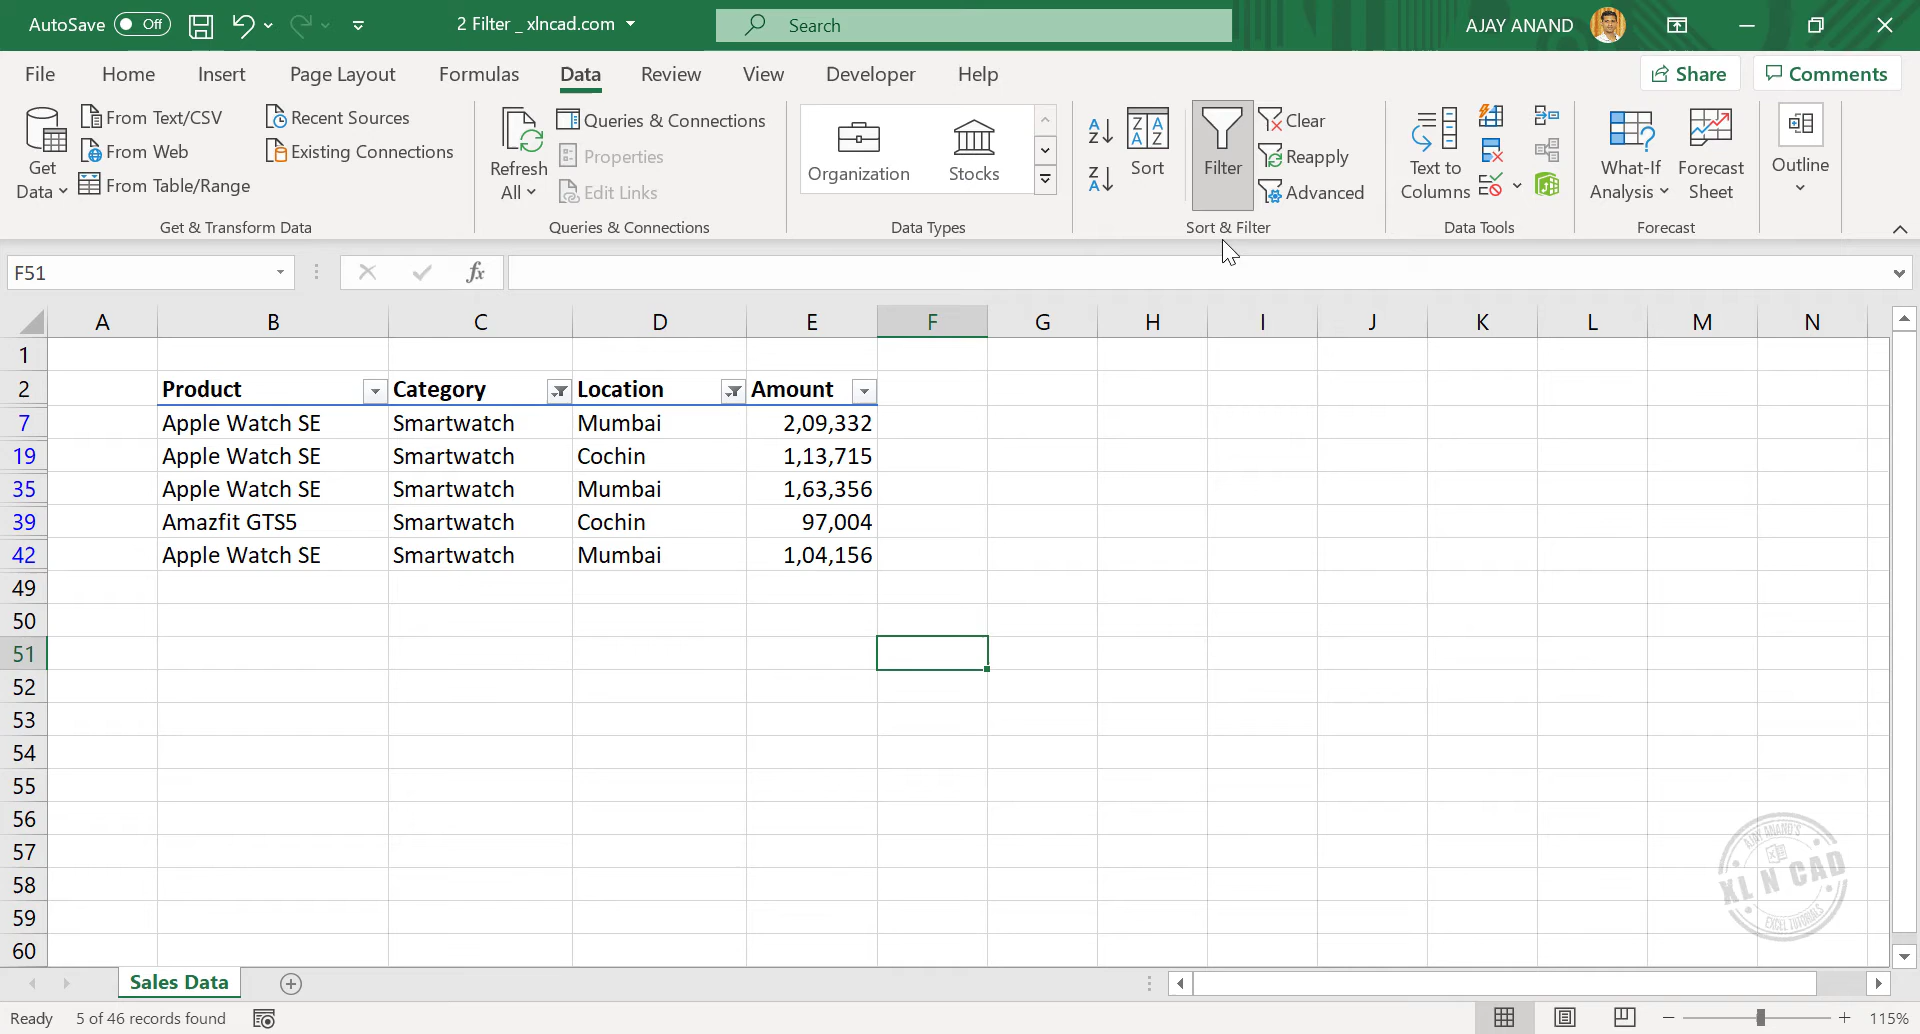 AutoSave Off 2 Filter _ xlncad.com Search AJAY ANAND
File Home Insert Page Layout Formulas Data Review View Developer Help Share Comments
Get Data
From Text/CSV
From Web
From Table/Range
Recent Sources
Existing Connections
Get & Transform Data
Refresh All
Queries & Connections
Properties
Edit Links
Queries & Connections
Organization Stocks
Data Types
A Z
Z A
Z A A Z
Sort
Filter
Clear
Reapply
Advanced
Sort & Filter
Text to Columns
Data Tools
What-If Analysis
Forecast Sheet
Forecast
Outline
F51 fx
A B C D E F G H I J K L M N
1
2 Product Category Location Amount
7 Apple Watch SE Smartwatch Mumbai 2,09,332
19 Apple Watch SE Smartwatch Cochin 1,13,715
35 Apple Watch SE Smartwatch Mumbai 1,63,356
39 Amazfit GTS5 Smartwatch Cochin 97,004
42 Apple Watch SE Smartwatch Mumbai 1,04,156
49
50
51
52
53
54
55
56
57
58
59
60
AJAY ANAND'S
XL N CAD
EXCEL TUTORIALS
Sales Data
Ready 5 of 46 records found 115%